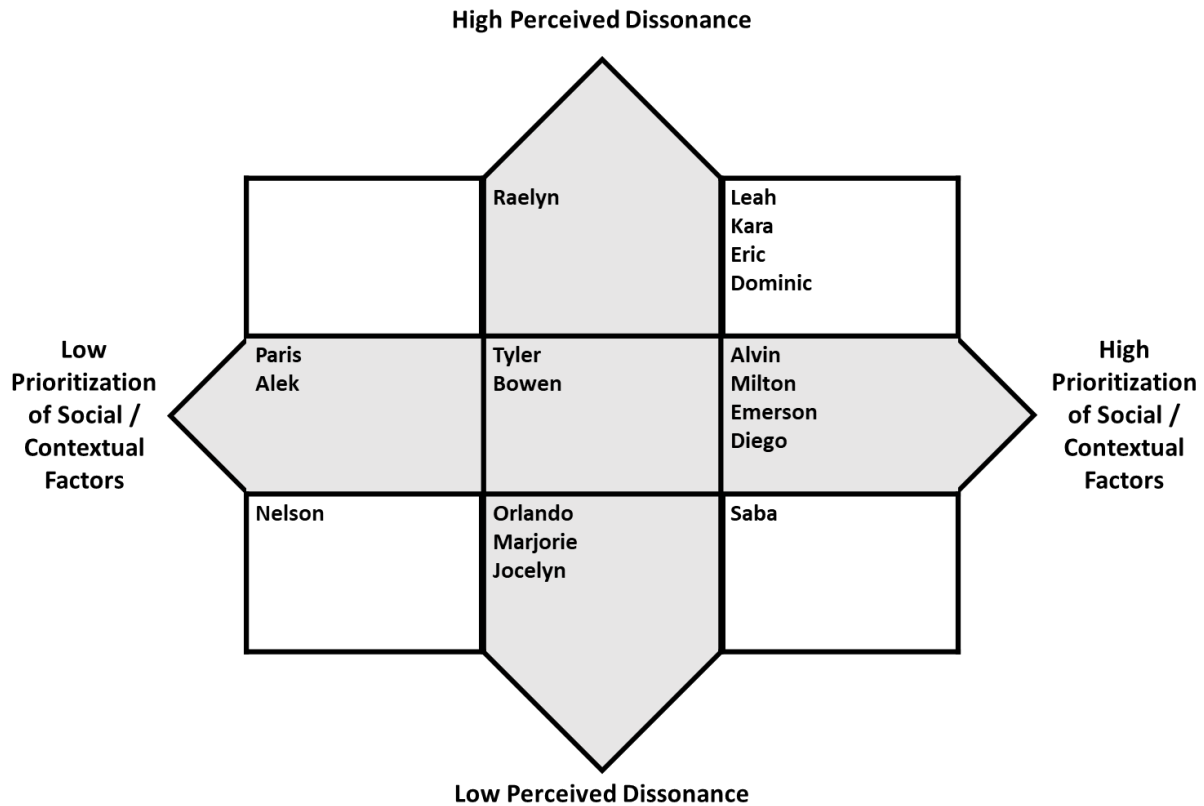 High Perceived Dissonance
Raelyn
Leah
Kara
Eric
Dominic
Low
Prioritization
of Social /
Contextual
Factors
Paris
Alek
Tyler
Bowen
Alvin
Milton
Emerson
Diego
High
Prioritization
of Social /
Contextual
Factors
Nelson
Orlando
Marjorie
Jocelyn
Saba
Low Perceived Dissonance